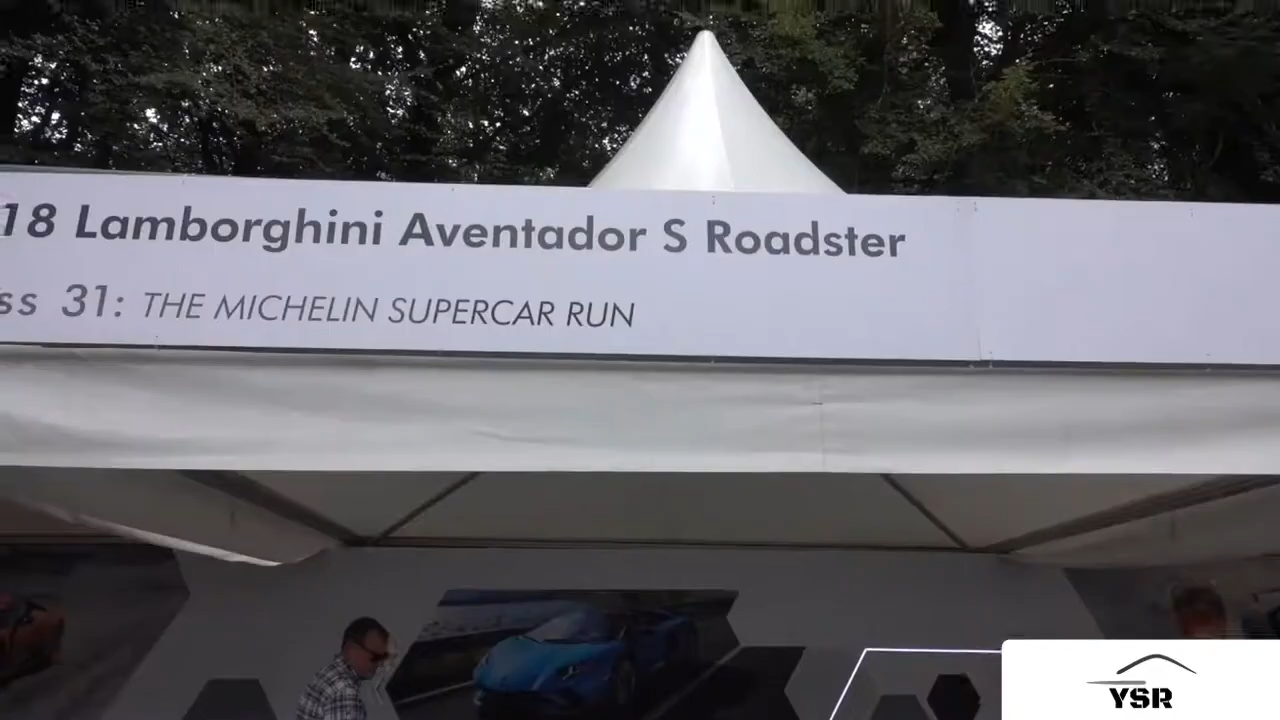 18 Lamborghini Aventador S Roadster
ss 31: THE MICHELIN SUPERCAR RUN
YSR